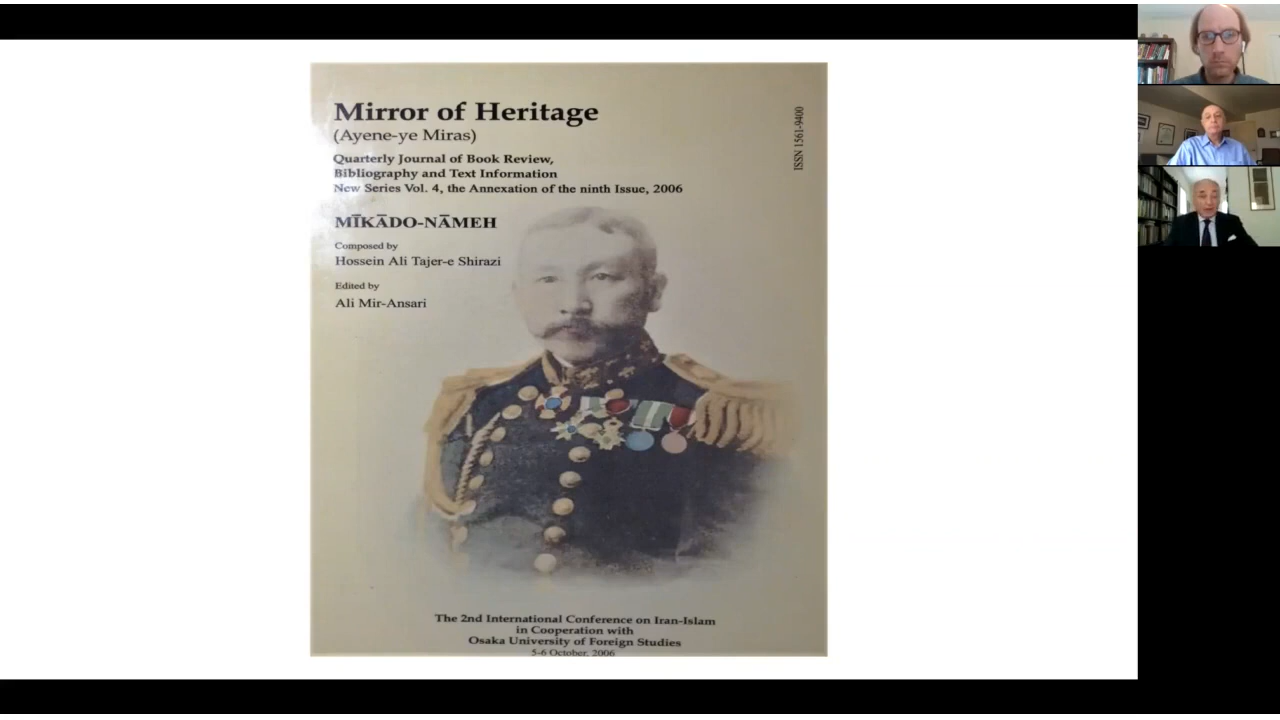 Mirror of Heritage
(Ayene-ye Miras)
Quarterly Journal of Book Review,
Bibliography and Text Information
New Series Vol. 4, the Annexation of the ninth Issue, 2006
MĪKĀDO-NĀMEH
Composed by
Hossein Ali Tajer-e Shirazi
Edited by
Ali Mir-Ansari
ISSN 1561-9400
The 2nd International Conference on Iran-Islam
in Cooperation with
Osaka University of Foreign Studies
5-6 October, 2006